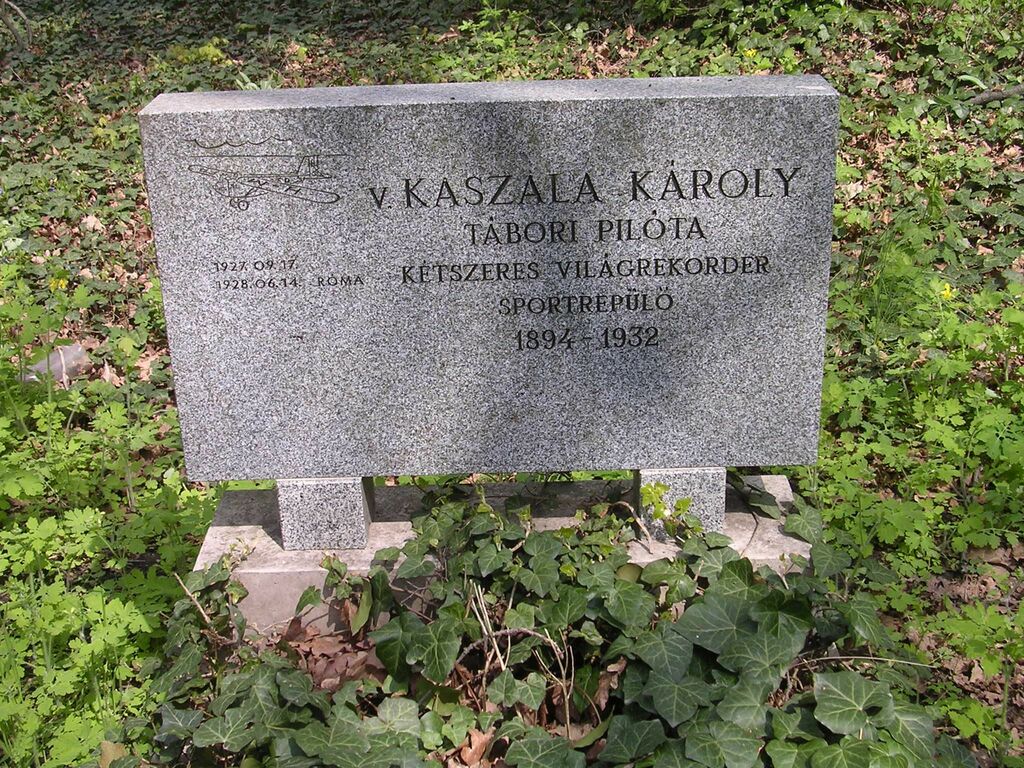 v. KASZALA KÁROLY
TÁBORI PILÓTA
KÉTSZERES VILÁGREKORDER
SPORTREPÜLŐ
1894-1932
1927.09.17.
1928.06.14. ROMA